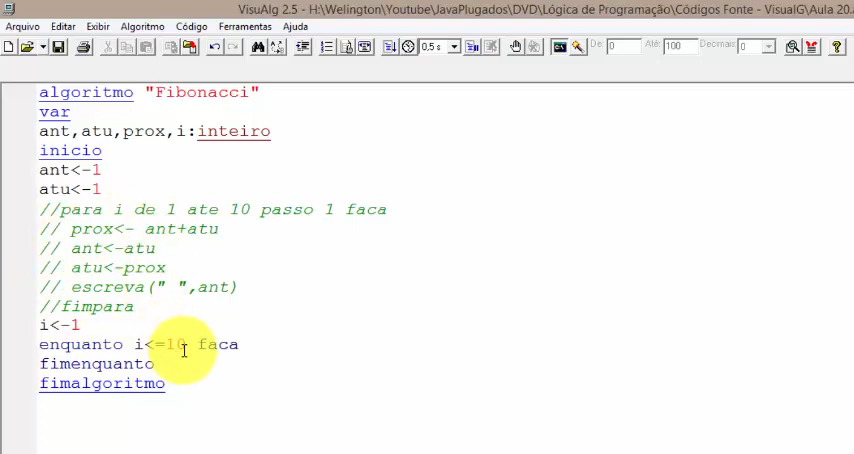 VisuAlg 2.5 - H:\Welington\Youtube\JavaPlugados\DVD\Lógica de Programação\Códigos Fonte - VisualG\Aula 20.a
Arquivo Editar Exibir Algoritmo Código Ferramentas Ajuda
0,5 s De: 0 Até: 100 Decimais: 0
algoritmo "Fibonacci"
var
ant,atu,prox,i:inteiro
inicio
ant<-1
atu<-1
//para i de 1 ate 10 passo 1 faca
// prox<- ant+atu
// ant<-atu
// atu<-prox
// escreva(" ",ant)
//fimpara
i<-1
enquanto i<=10 faca
fimenquanto
fimalgoritmo